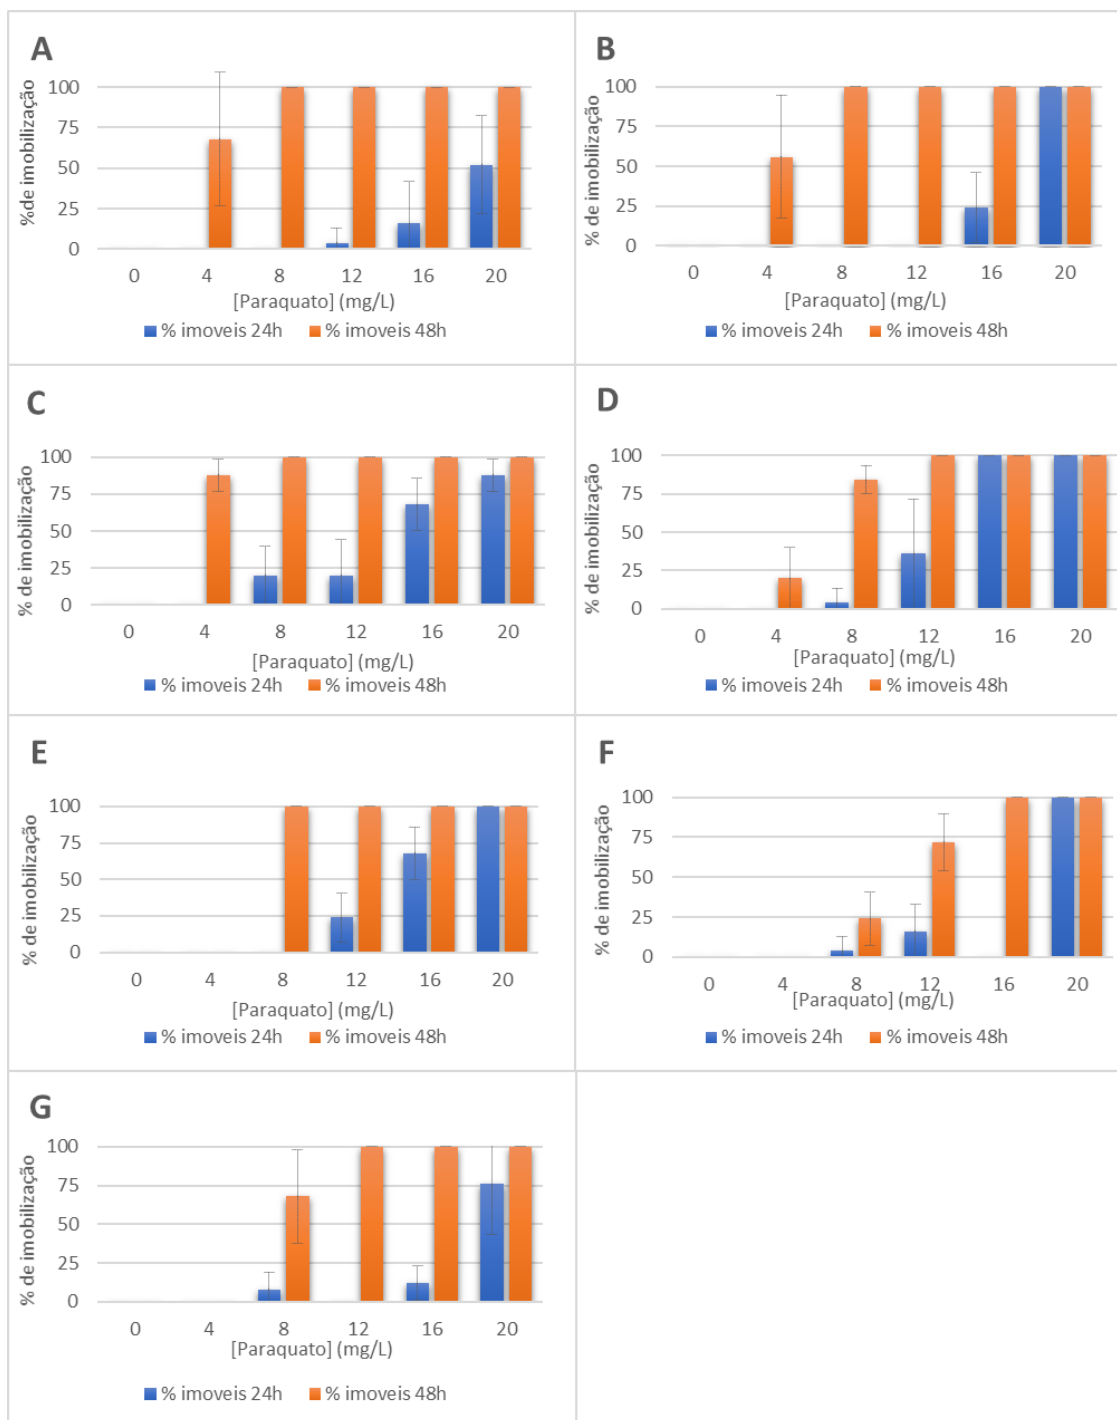 A
%de imobilização
100
75
50
25
0
0 4 8 12 16 20
[Paraquato] (mg/L)
% imoveis 24h % imoveis 48h
B
% de imobilização
100
75
50
25
0
0 4 8 12 16 20
[Paraquato] (mg/L)
% imoveis 24h % imoveis 48h
C
% de imobilização
100
75
50
25
0
0 4 8 12 16 20
[Paraquato] (mg/L)
% imoveis 24h % imoveis 48h
D
% de imobilização
100
75
50
25
0
0 4 8 12 16 20
[Paraquato] (mg/L)
% imoveis 24h % imoveis 48h
E
% de imobilização
100
75
50
25
0
0 4 8 12 16 20
[Paraquato] (mg/L)
% imoveis 24h % imoveis 48h
F
% de imobilização
100
75
50
25
0
0 4 8 12 16 20
[Paraquato] (mg/L)
% imoveis 24h % imoveis 48h
G
% de imobilização
100
75
50
25
0
0 4 8 12 16 20
[Paraquato] (mg/L)
% imoveis 24h % imoveis 48h